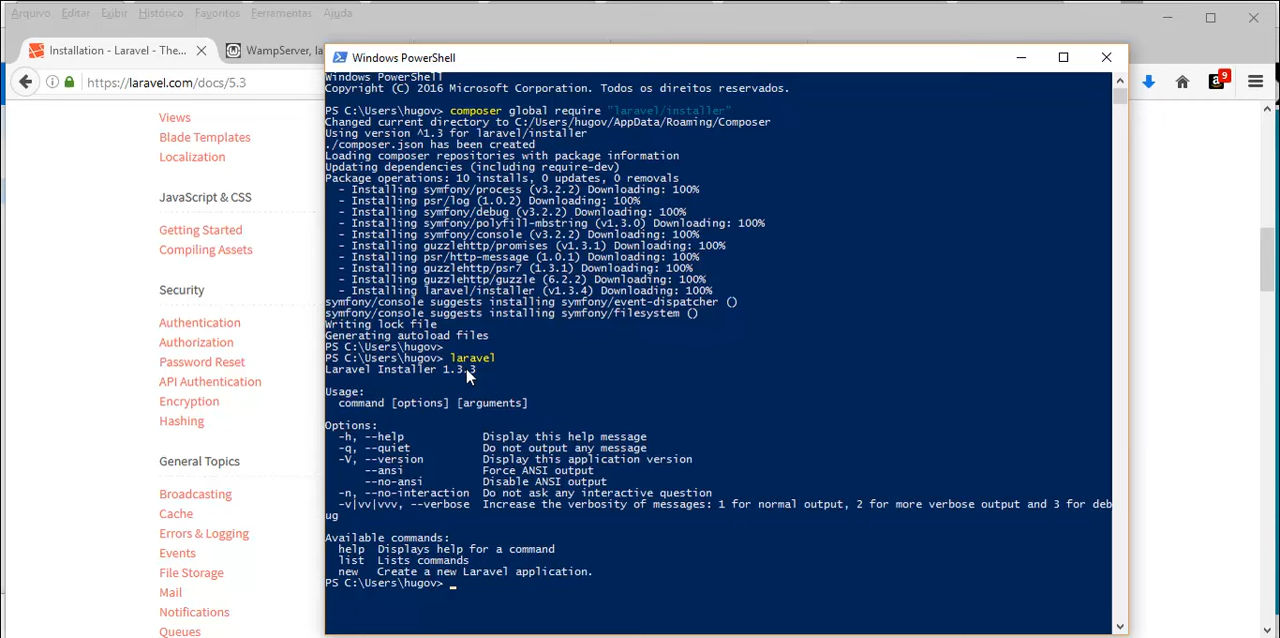 Arquivo Editar Exibir Histórico Favoritos Ferramentas Ajuda
Installation - Laravel - The...
WampServer, la
https://laravel.com/docs/5.3
9
Views
Blade Templates
Localization
JavaScript & CSS
Getting Started
Compiling Assets
Security
Authentication
Authorization
Password Reset
API Authentication
Encryption
Hashing
General Topics
Broadcasting
Cache
Errors & Logging
Events
File Storage
Mail
Notifications
Queues
Windows PowerShell
Windows PowerShell
Copyright (C) 2016 Microsoft Corporation. Todos os direitos reservados.
PS C:\Users\hugov> composer global require "laravel/installer"
Changed current directory to C:/Users/hugov/AppData/Roaming/Composer
Using version ^1.3 for laravel/installer
./composer.json has been created
Loading composer repositories with package information
Updating dependencies (including require-dev)
Package operations: 10 installs, 0 updates, 0 removals
- Installing symfony/process (v3.2.2) Downloading: 100%
- Installing psr/log (1.0.2) Downloading: 100%
- Installing symfony/debug (v3.2.2) Downloading: 100%
- Installing symfony/polyfill-mbstring (v1.3.0) Downloading: 100%
- Installing symfony/console (v3.2.2) Downloading: 100%
- Installing guzzlehttp/promises (v1.3.1) Downloading: 100%
- Installing psr/http-message (1.0.1) Downloading: 100%
- Installing guzzlehttp/psr7 (1.3.1) Downloading: 100%
- Installing guzzlehttp/guzzle (6.2.2) Downloading: 100%
- Installing laravel/installer (v1.3.4) Downloading: 100%
symfony/console suggests installing symfony/event-dispatcher ()
symfony/console suggests installing symfony/filesystem ()
Writing lock file
Generating autoload files
PS C:\Users\hugov>
PS C:\Users\hugov> laravel
Laravel Installer 1.3.3
Usage:
command [options] [arguments]
Options:
-h, --help Display this help message
-q, --quiet Do not output any message
-V, --version Display this application version
--ansi Force ANSI output
--no-ansi Disable ANSI output
-n, --no-interaction Do not ask any interactive question
-v|vv|vvv, --verbose Increase the verbosity of messages: 1 for normal output, 2 for more verbose output and 3 for deb
ug
Available commands:
help Displays help for a command
list Lists commands
new Create a new Laravel application.
PS C:\Users\hugov> _